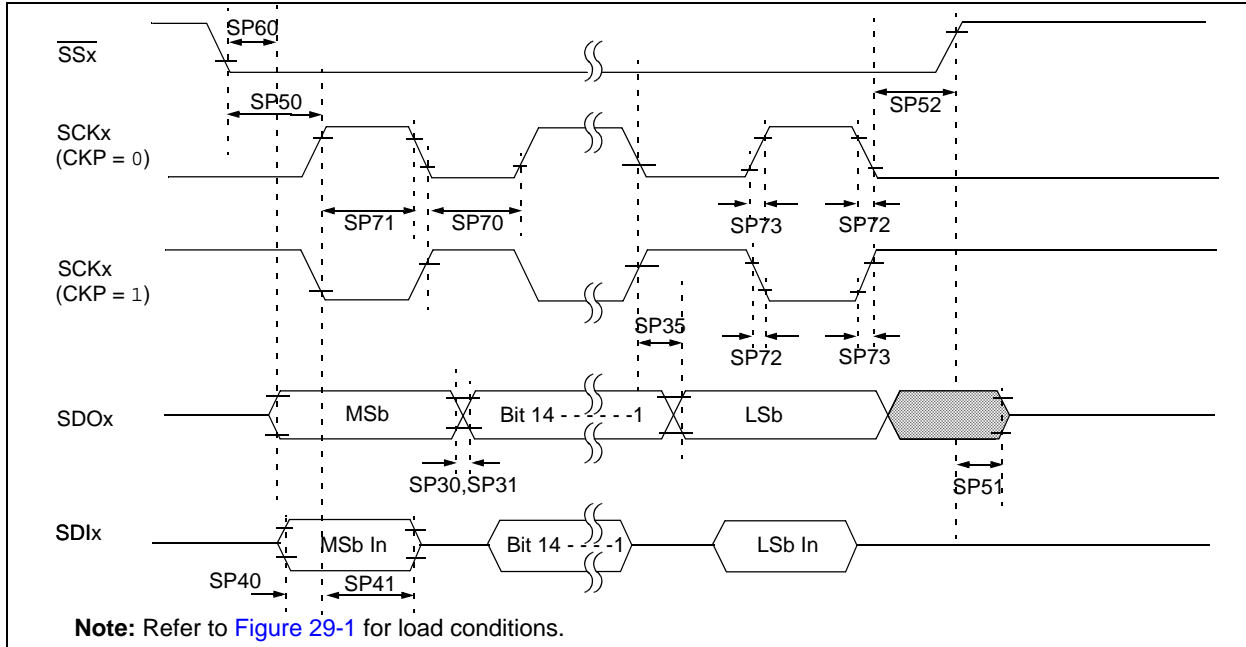 SP60
SSx
SP50
SP52
SCKx
(CKP = 0)
SP71
SP70
SP73
SP72
SCKx
(CKP = 1)
SP35
SP72
SP73
SDOx
MSb
Bit 14 - - - - - -1
LSb
SP30,SP31
SP51
SDIx
MSb In
Bit 14 - - - -1
LSb In
SP40
SP41
Note: Refer to Figure 29-1 for load conditions.